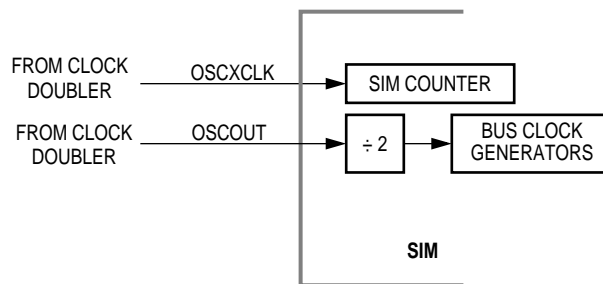 FROM CLOCK
DOUBLER
OSCXCLK
SIM COUNTER
FROM CLOCK
DOUBLER
OSCOUT
÷ 2
BUS CLOCK
GENERATORS
SIM